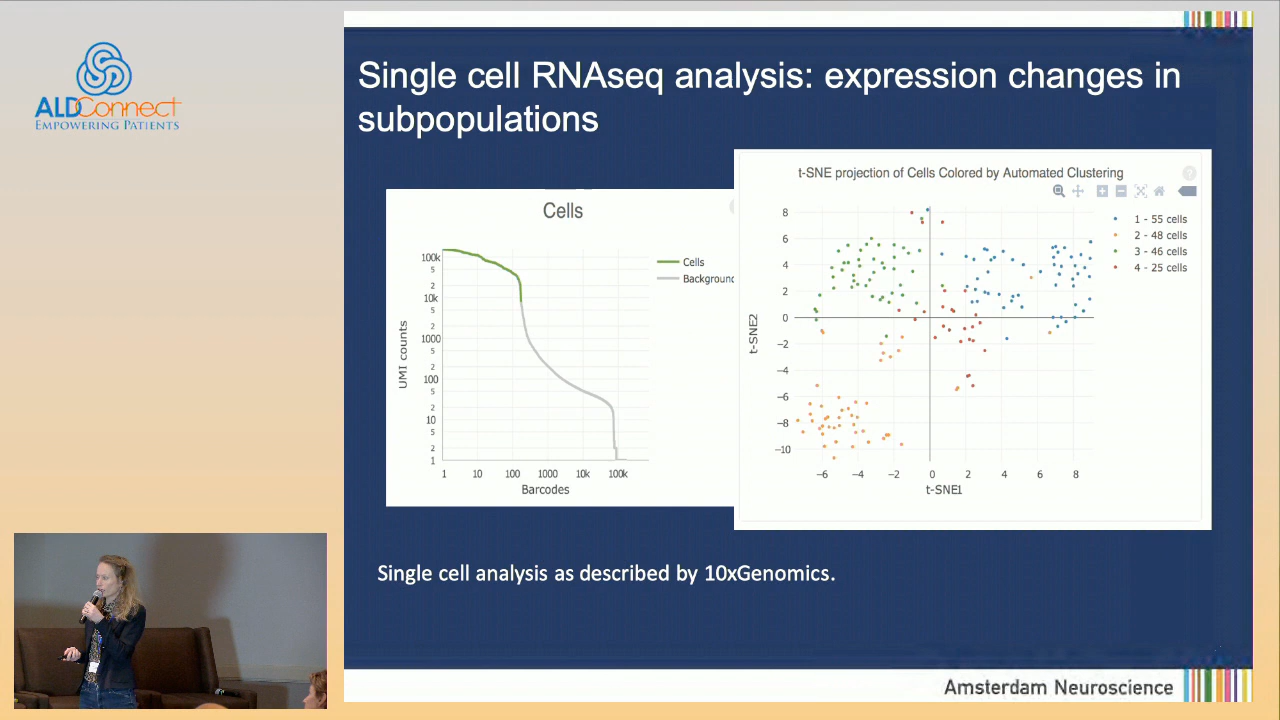 ALDConnect
EMPOWERING PATIENTS
Single cell RNAseq analysis: expression changes in
subpopulations
Cells
UMI counts
100k
5
2
10k
5
2
1000
5
2
100
5
2
10
5
2
1
1 10 100 1000 10k 100k
Barcodes
Cells
Background
t-SNE projection of Cells Colored by Automated Clustering
?
t-SNE2
8
6
4
2
0
−2
−4
−6
−8
−10
−6 −4 −2 0 2 4 6 8
t-SNE1
1 - 55 cells
2 - 48 cells
3 - 46 cells
4 - 25 cells
Single cell analysis as described by 10xGenomics.
Amsterdam Neuroscience